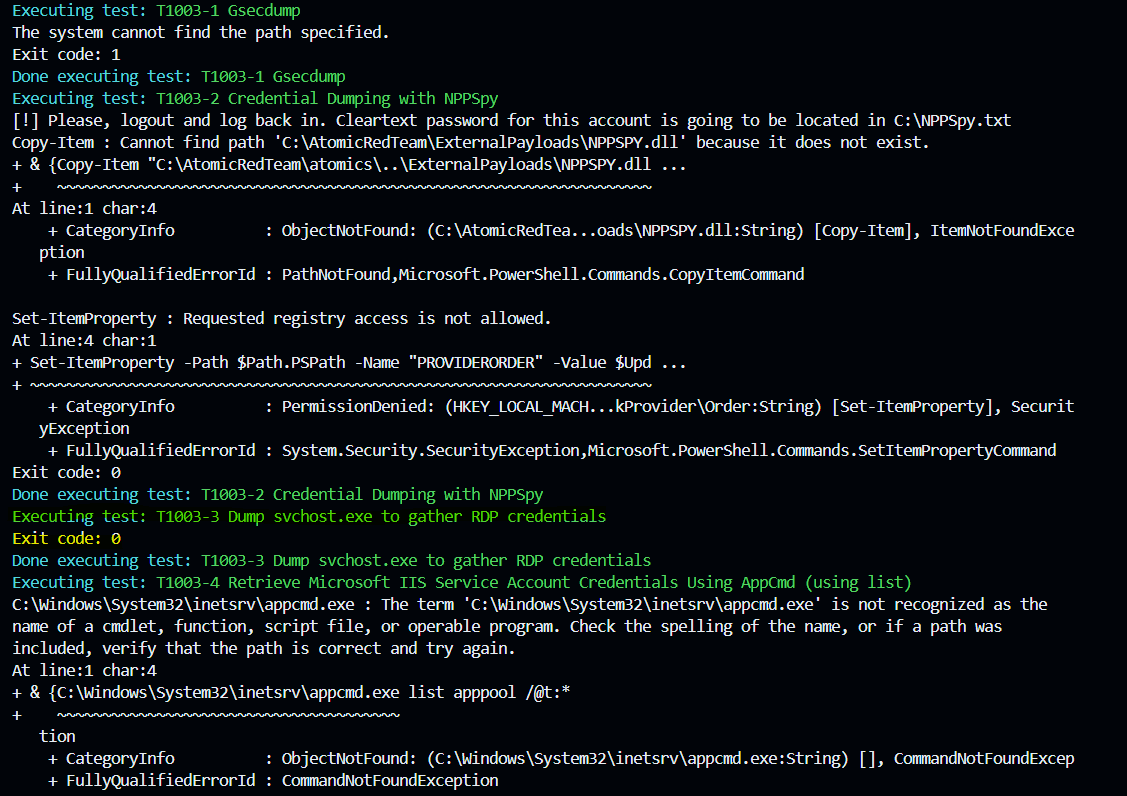 Executing test: T1003-1 Gsecdump
The system cannot find the path specified.
Exit code: 1
Done executing test: T1003-1 Gsecdump
Executing test: T1003-2 Credential Dumping with NPPSpy
[!] Please, logout and log back in. Cleartext password for this account is going to be located in C:\NPPSpy.txt
Copy-Item : Cannot find path 'C:\AtomicRedTeam\ExternalPayloads\NPPSPY.dll' because it does not exist.
+ & {Copy-Item "C:\AtomicRedTeam\atomics\..\ExternalPayloads\NPPSPY.dll ...
+    ~~~~~~~~~~~~~~~~~~~~~~~~~~~~~~~~~~~~~~~~~~~~~~~~~~~~~~~~~~~~~~~~~~
At line:1 char:4
    + CategoryInfo          : ObjectNotFound: (C:\AtomicRedTea...oads\NPPSPY.dll:String) [Copy-Item], ItemNotFoundExce
   ption
    + FullyQualifiedErrorId : PathNotFound,Microsoft.PowerShell.Commands.CopyItemCommand

Set-ItemProperty : Requested registry access is not allowed.
At line:4 char:1
+ Set-ItemProperty -Path $Path.PSPath -Name "PROVIDERORDER" -Value $Upd ...
+ ~~~~~~~~~~~~~~~~~~~~~~~~~~~~~~~~~~~~~~~~~~~~~~~~~~~~~~~~~~~~~~~~~~~~~
    + CategoryInfo          : PermissionDenied: (HKEY_LOCAL_MACH...kProvider\Order:String) [Set-ItemProperty], Securit
   yException
    + FullyQualifiedErrorId : System.Security.SecurityException,Microsoft.PowerShell.Commands.SetItemPropertyCommand
Exit code: 0
Done executing test: T1003-2 Credential Dumping with NPPSpy
Executing test: T1003-3 Dump svchost.exe to gather RDP credentials
Exit code: 0
Done executing test: T1003-3 Dump svchost.exe to gather RDP credentials
Executing test: T1003-4 Retrieve Microsoft IIS Service Account Credentials Using AppCmd (using list)
C:\Windows\System32\inetsrv\appcmd.exe : The term 'C:\Windows\System32\inetsrv\appcmd.exe' is not recognized as the
name of a cmdlet, function, script file, or operable program. Check the spelling of the name, or if a path was
included, verify that the path is correct and try again.
At line:1 char:4
+ & {C:\Windows\System32\inetsrv\appcmd.exe list apppool /@t:*
+    ~~~~~~~~~~~~~~~~~~~~~~~~~~~~~~~~~~~~~~
   tion
    + CategoryInfo          : ObjectNotFound: (C:\Windows\System32\inetsrv\appcmd.exe:String) [], CommandNotFoundExcep
    + FullyQualifiedErrorId : CommandNotFoundException